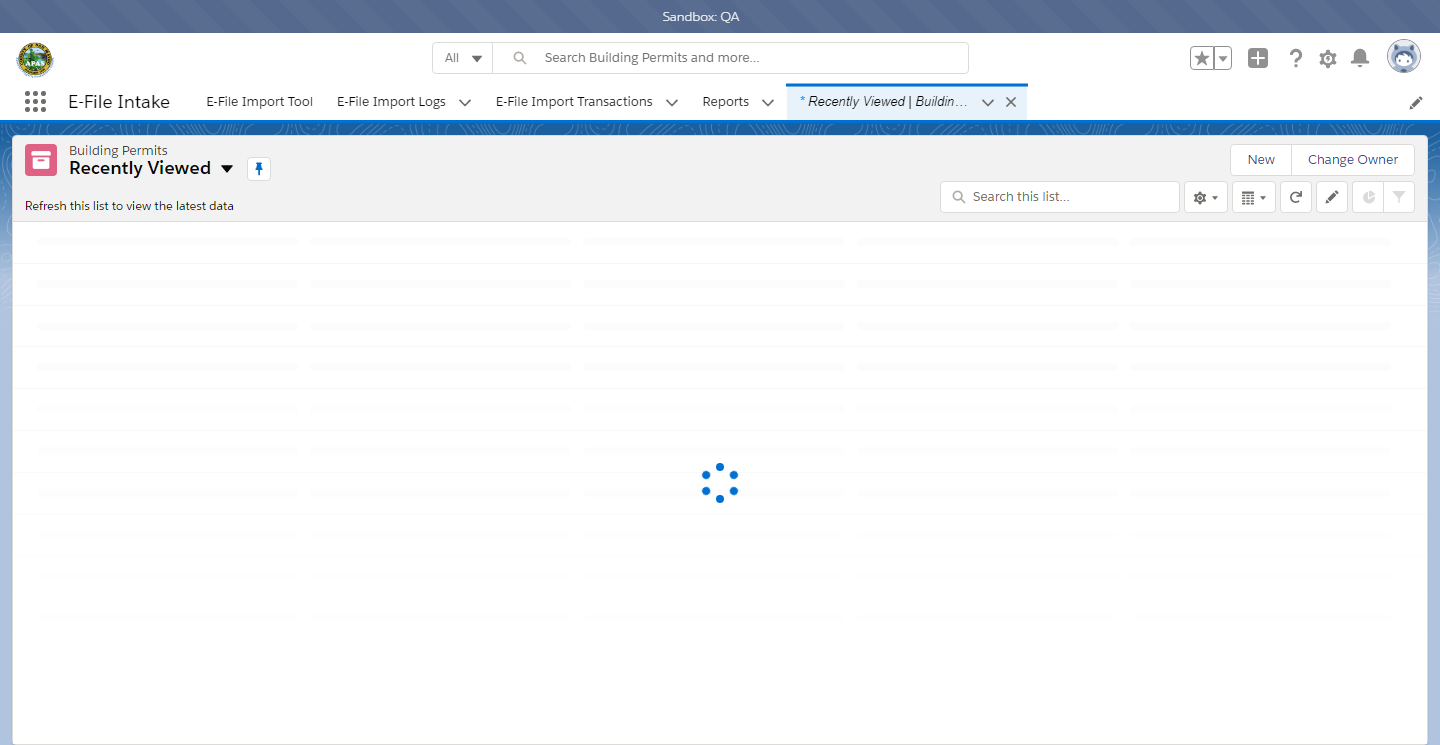 Sandbox: QA
APAS
All
Search Building Permits and more...
E-File Intake
E-File Import Tool
E-File Import Logs
E-File Import Transactions
Reports
* Recently Viewed | Buildin...
Building Permits
Recently Viewed
New
Change Owner
Refresh this list to view the latest data
Search this list...